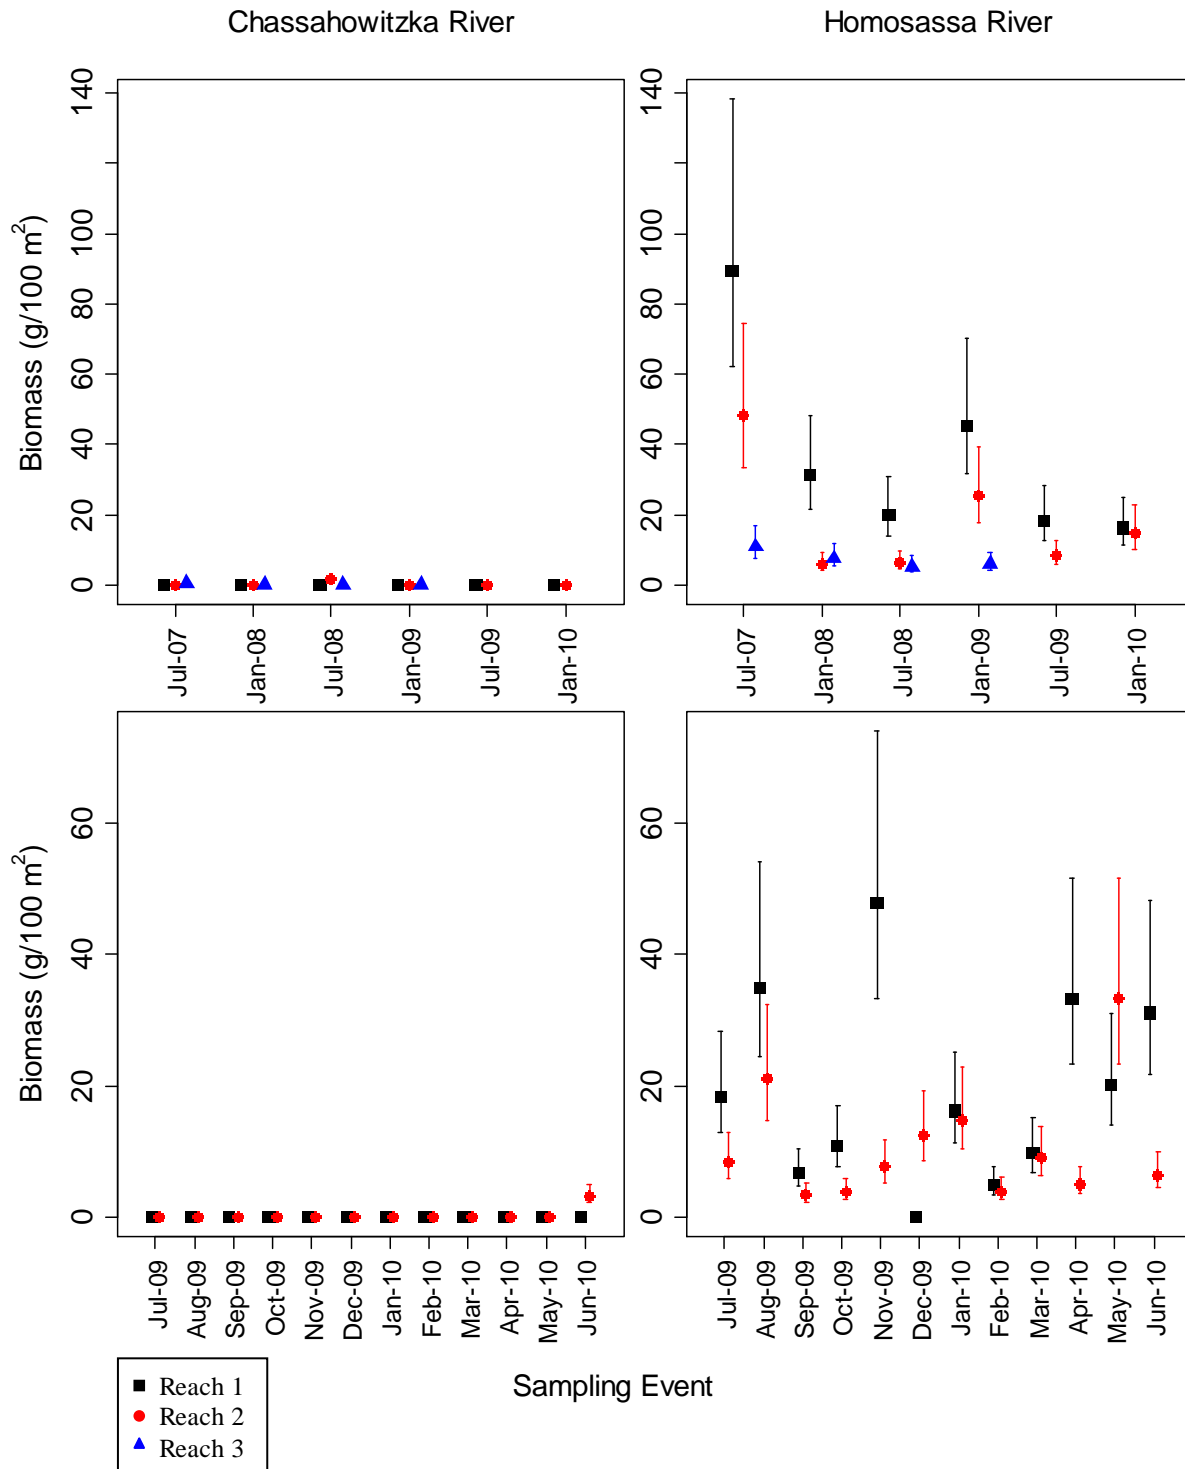 Chassahowitzka River
Homosassa River
Biomass (g/100 m²)
0
20
40
60
80
100
140
Jul-07
Jan-08
Jul-08
Jan-09
Jul-09
Jan-10
0
20
40
60
80
100
140
Jul-07
Jan-08
Jul-08
Jan-09
Jul-09
Jan-10
Biomass (g/100 m²)
0
20
40
60
Jul-09
Aug-09
Sep-09
Oct-09
Nov-09
Dec-09
Jan-10
Feb-10
Mar-10
Apr-10
May-10
Jun-10
0
20
40
60
Jul-09
Aug-09
Sep-09
Oct-09
Nov-09
Dec-09
Jan-10
Feb-10
Mar-10
Apr-10
May-10
Jun-10
Sampling Event
Reach 1
Reach 2
Reach 3